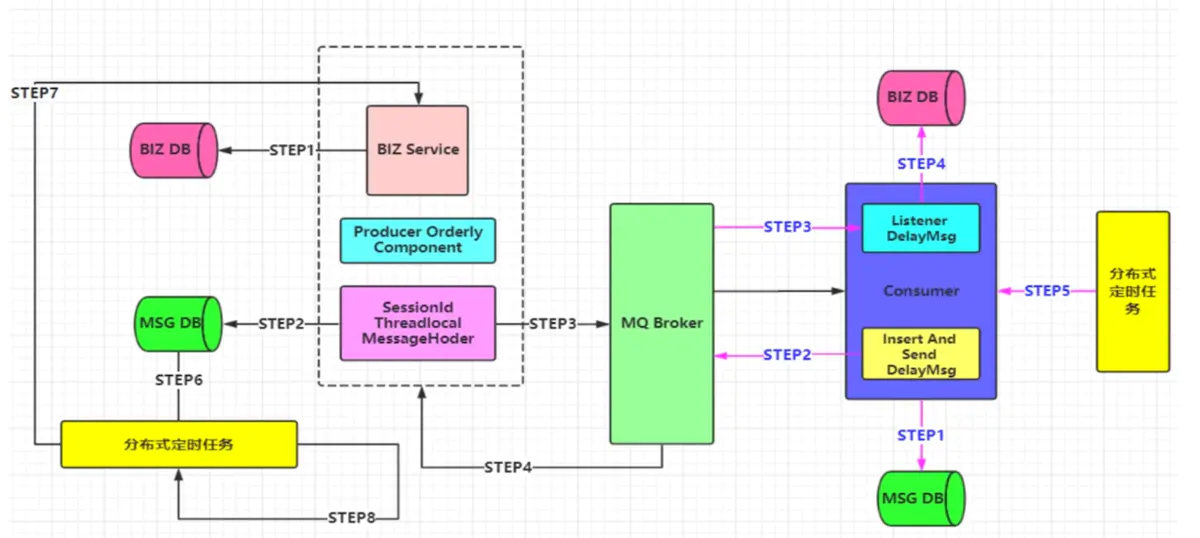 STEP7
BIZ DB
STEP1
BIZ Service
Producer Orderly
Component
MSG DB
STEP2
SessionId
Threadlocal
MessageHoder
STEP3
STEP6
分布式定时任务
STEP8
STEP4
MQ Broker
BIZ DB
STEP4
STEP3
Listener
DelayMsg
Consumer
STEP5
分布式
定时任
务
STEP2
Insert And
Send
DelayMsg
STEP1
MSG DB